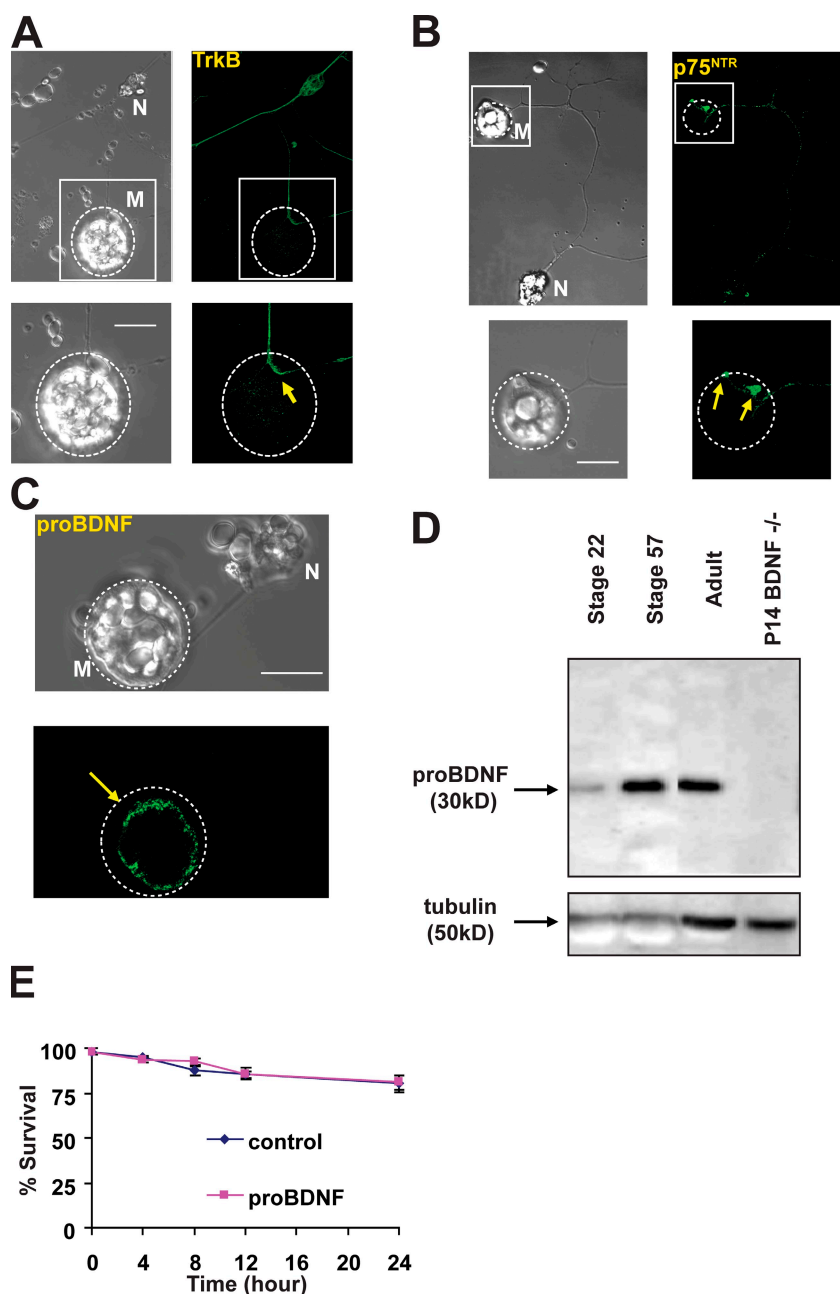 A
TrkB
N
M
B
p75NTR
M
N
C
proBDNF
N
M
D
Stage 22
Stage 57
Adult
P14 BDNF -/-
proBDNF
(30kD)
tubulin
(50kD)
E
100
75
50
25
0
% Survival
control
proBDNF
0 4 8 12 16 20 24
Time (hour)